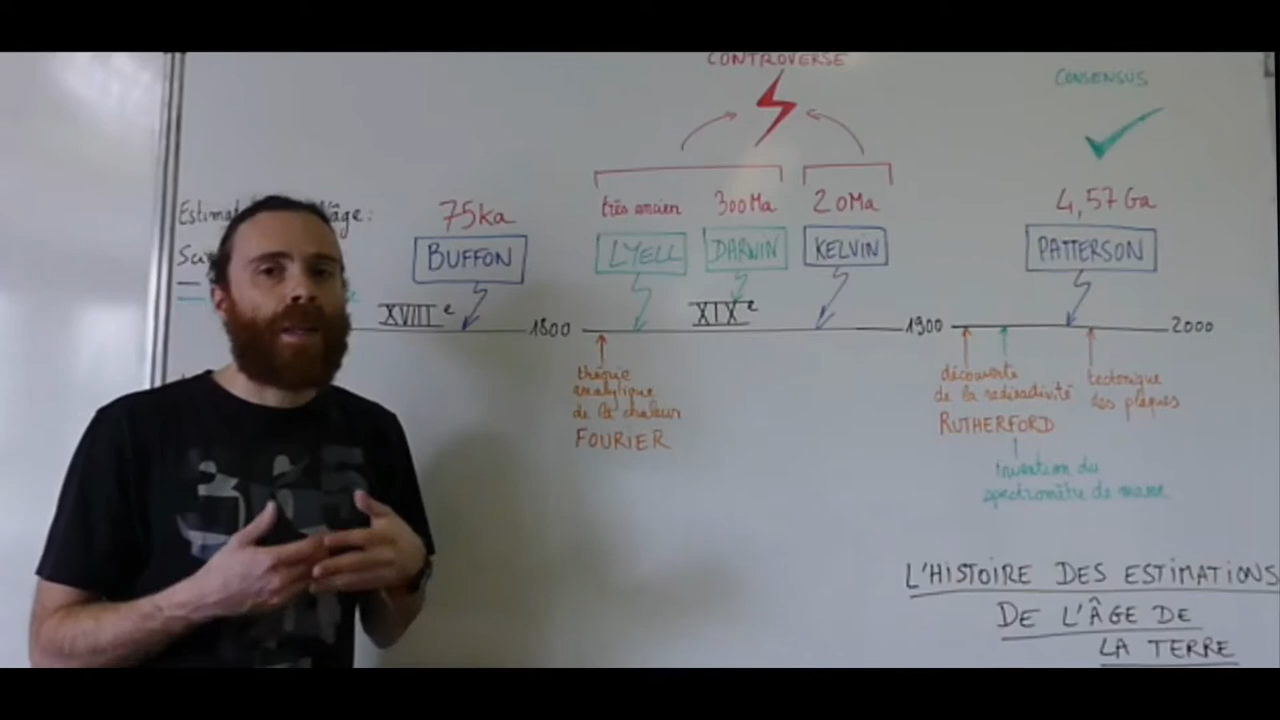 CONTROVERSE
CONSENSUS
Estimat
l'âge :
75ka
très ancien
300Ma
20Ma
4,57 Ga
BUFFON
LYELL
DARWIN
KELVIN
PATTERSON
XVIIIe
1800
XIXe
1900
2000
analytique
de la chaleur
FOURIER
découverte
de la radioactivité
RUTHERFORD
tectonique
des plaques
invention du
spectromètre de masse
L'HISTOIRE DES ESTIMATIONS
DE L'ÂGE DE
LA TERRE